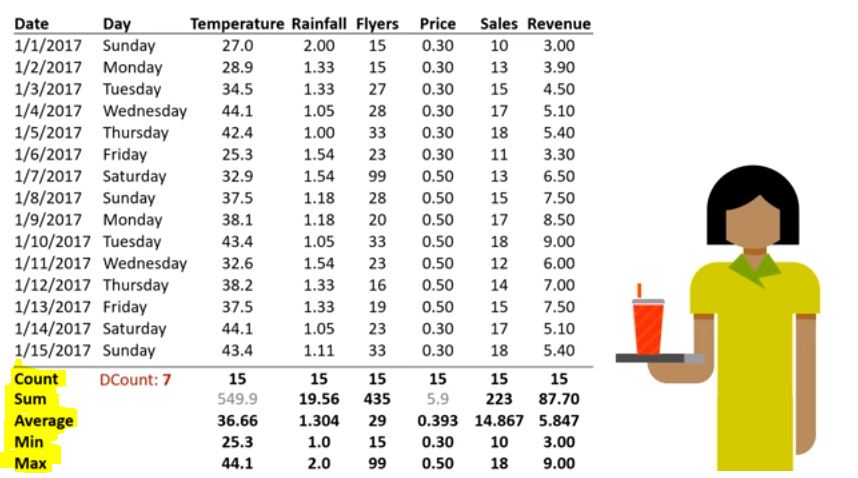 Date Day Temperature Rainfall Flyers Price Sales Revenue
1/1/2017 Sunday 27.0 2.00 15 0.30 10 3.00
1/2/2017 Monday 28.9 1.33 15 0.30 13 3.90
1/3/2017 Tuesday 34.5 1.33 27 0.30 15 4.50
1/4/2017 Wednesday 44.1 1.05 28 0.30 17 5.10
1/5/2017 Thursday 42.4 1.00 33 0.30 18 5.40
1/6/2017 Friday 25.3 1.54 23 0.30 11 3.30
1/7/2017 Saturday 32.9 1.54 99 0.50 13 6.50
1/8/2017 Sunday 37.5 1.18 28 0.50 15 7.50
1/9/2017 Monday 38.1 1.18 20 0.50 17 8.50
1/10/2017 Tuesday 43.4 1.05 33 0.50 18 9.00
1/11/2017 Wednesday 32.6 1.54 23 0.50 12 6.00
1/12/2017 Thursday 38.2 1.33 16 0.50 14 7.00
1/13/2017 Friday 37.5 1.33 19 0.50 15 7.50
1/14/2017 Saturday 44.1 1.05 23 0.30 17 5.10
1/15/2017 Sunday 43.4 1.11 33 0.30 18 5.40
Count DCount: 7 15 15 15 15 15 15
Sum 549.9 19.56 435 5.9 223 87.70
Average 36.66 1.304 29 0.393 14.867 5.847
Min 25.3 1.0 15 0.30 10 3.00
Max 44.1 2.0 99 0.50 18 9.00